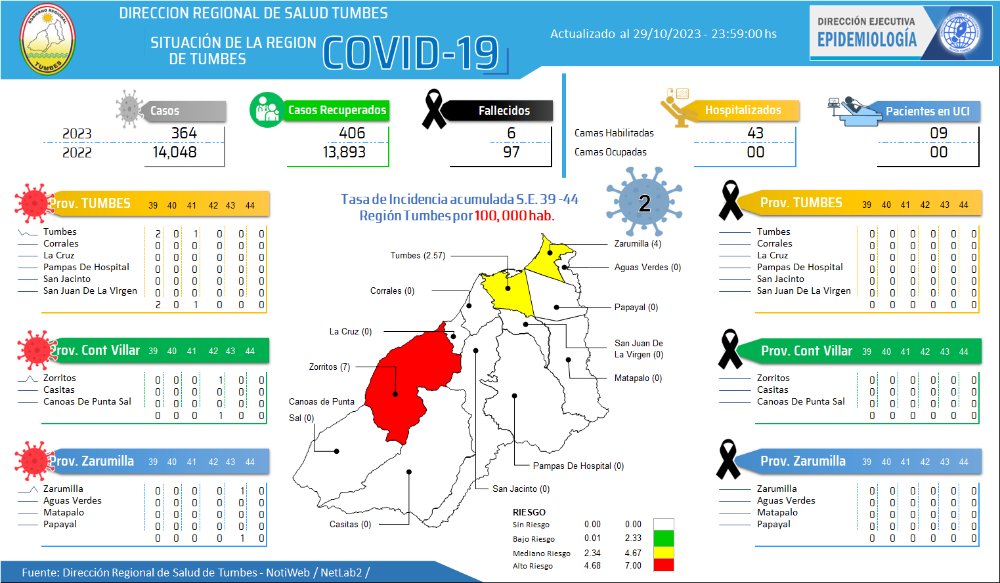 DIRECCION REGIONAL DE SALUD TUMBES
SITUACIÓN DE LA REGION
DE TUMBES
COVID-19
Actualizado al 29/10/2023 - 23:59:00 hs
DIRECCIÓN EJECUTIVA
EPIDEMIOLOGÍA
GOBIERNO REGIONAL
TUMBES
Casos
Casos Recuperados
Fallecidos
Hospitalizados
Pacientes en UCI
2023 364 406 6
2022 14,048 13,893 97
Camas Habilitadas 43 09
Camas Ocupadas 00 00
Prov. TUMBES 39 40 41 42 43 44
Tumbes 2 0 1 0 0 0
Corrales 0 0 0 0 0 0
La Cruz 0 0 0 0 0 0
Pampas De Hospital 0 0 0 0 0 0
San Jacinto 0 0 0 0 0 0
San Juan De La Virgen 0 0 0 0 0 0
2 0 1 0 0 0
Prov. Cont Villar 39 40 41 42 43 44
Zorritos 0 0 0 1 0 0
Casitas 0 0 0 0 0 0
Canoas De Punta Sal 0 0 0 0 0 0
0 0 0 1 0 0
Prov. Zarumilla 39 40 41 42 43 44
Zarumilla 0 0 0 0 1 0
Aguas Verdes 0 0 0 0 0 0
Matapalo 0 0 0 0 0 0
Papayal 0 0 0 0 0 0
0 0 0 0 1 0
Tasa de Incidencia acumulada S.E. 39 -44
Región Tumbes por 100, 000 hab.
2
Zarumilla (4)
Tumbes (2.57)
Aguas Verdes (0)
Corrales (0)
Papayal (0)
La Cruz (0)
San Juan De
La Virgen (0)
Zorritos (7)
Matapalo (0)
Canoas de Punta
Sal (0)
Pampas De Hospital (0)
San Jacinto (0)
Casitas (0)
RIESGO
Sin Riesgo 0.00 0.00
Bajo Riesgo 0.01 2.33
Mediano Riesgo 2.34 4.67
Alto Riesgo 4.68 7.00
Prov. TUMBES 39 40 41 42 43 44
Tumbes 0 0 0 0 0 0
Corrales 0 0 0 0 0 0
La Cruz 0 0 0 0 0 0
Pampas De Hospital 0 0 0 0 0 0
San Jacinto 0 0 0 0 0 0
San Juan De La Virgen 0 0 0 0 0 0
0 0 0 0 0 0
Prov. Cont Villar 39 40 41 42 43 44
Zorritos 0 0 0 0 0 0
Casitas 0 0 0 0 0 0
Canoas De Punta Sal 0 0 0 0 0 0
0 0 0 0 0 0
Prov. Zarumilla 39 40 41 42 43 44
Zarumilla 0 0 0 0 0 0
Aguas Verdes 0 0 0 0 0 0
Matapalo 0 0 0 0 0 0
Papayal 0 0 0 0 0 0
0 0 0 0 0 0
Fuente: Dirección Regional de Salud de Tumbes - NotiWeb / NetLab2 /